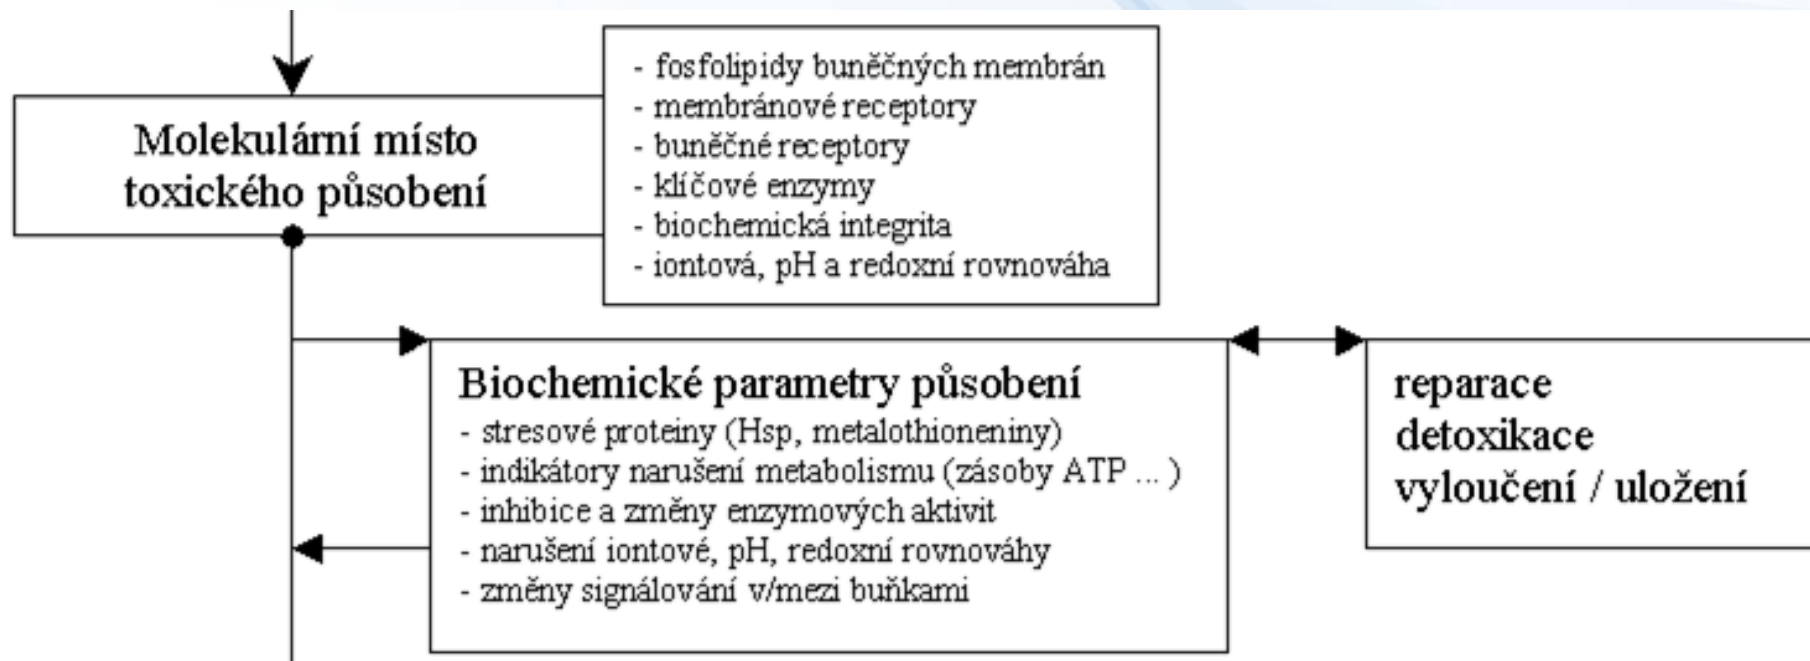 Molekulární místo
toxického působení
- fosfolipidy buněčných membrán
- membránové receptory
- buněčné receptory
- klíčové enzymy
- biochemická integrita
- iontová, pH a redoxní rovnováha
Biochemické parametry působení
- stresové proteiny (Hsp, metalothioneniny)
- indikátory narušení metabolismu (zásoby ATP ... )
- inhibice a změny enzymových aktivit
- narušení iontové, pH, redoxní rovnováhy
- změny signálování v/mezi buňkami
reparace
detoxikace
vyloučení / uložení